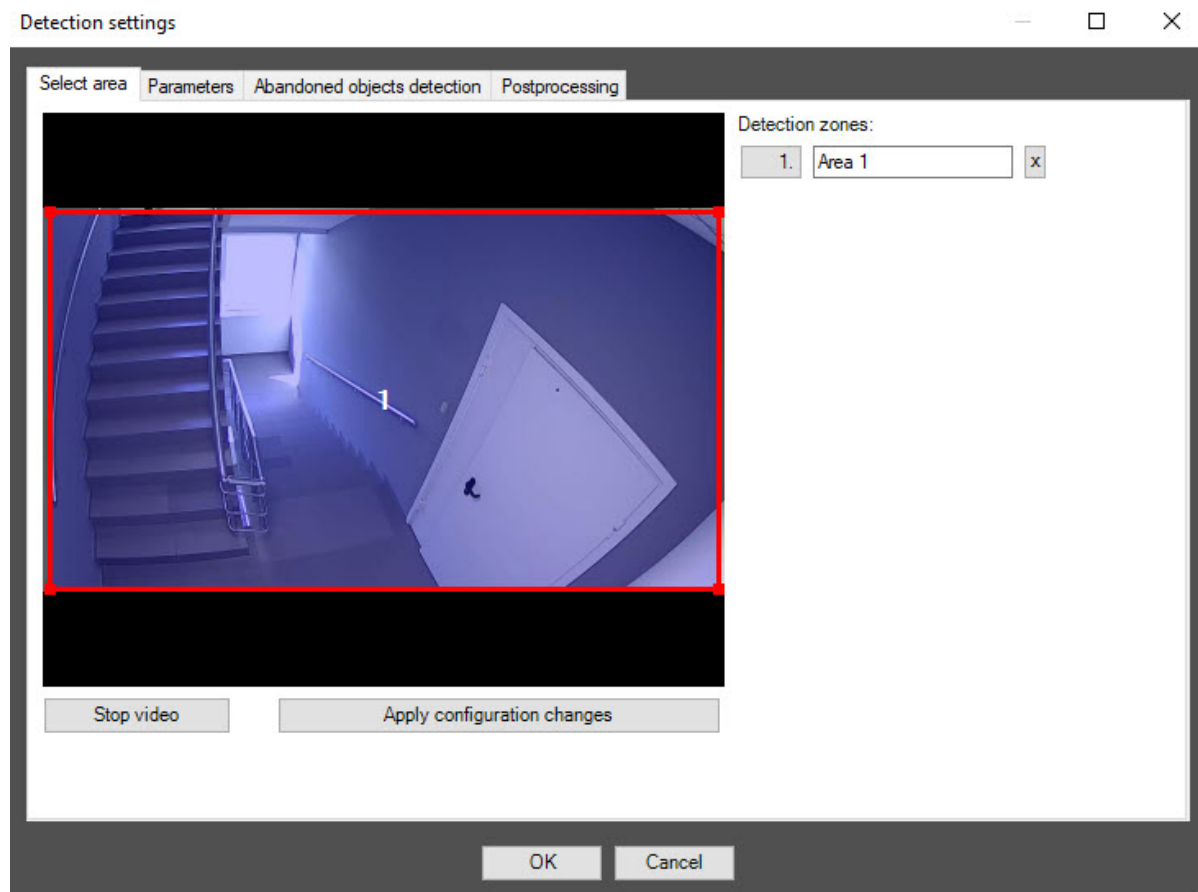 Detection settings
Select area Parameters Abandoned objects detection Postprocessing
Detection zones:
1. Area 1 x
1
Stop video Apply configuration changes
OK Cancel